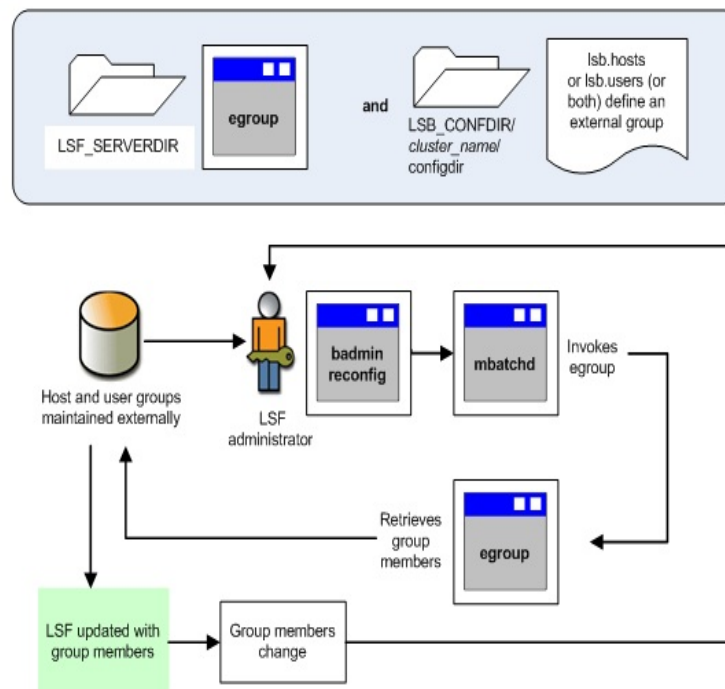 egroup
LSF_SERVERDIR
and
LSB_CONFDIR/
cluster_name/
configdir
lsb.hosts
or lsb.users (or
both) define an
external group
Host and user groups
maintained externally
LSF
administrator
badmin
reconfig
mbatchd
Invokes
egroup
Retrieves
group
members
egroup
LSF updated with
group members
Group members
change